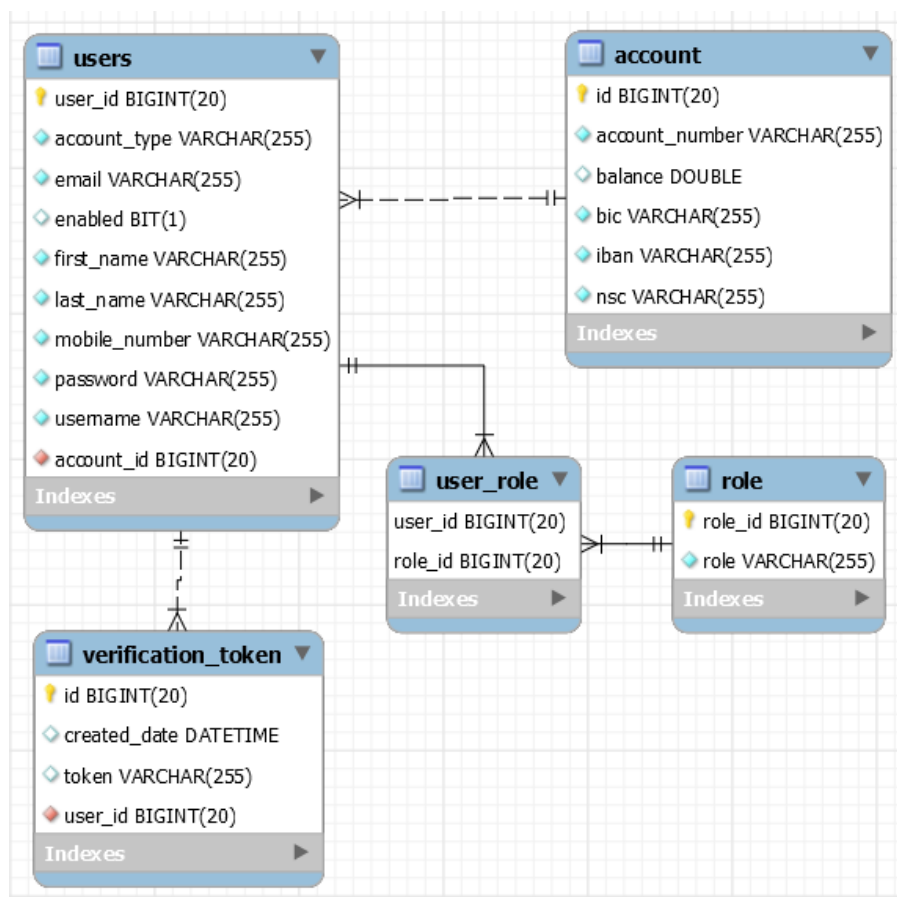 users
user_id BIGINT(20)
account_type VARCHAR(255)
email VARCHAR(255)
enabled BIT(1)
first_name VARCHAR(255)
last_name VARCHAR(255)
mobile_number VARCHAR(255)
password VARCHAR(255)
username VARCHAR(255)
account_id BIGINT(20)
Indexes
account
id BIGINT(20)
account_number VARCHAR(255)
balance DOUBLE
bic VARCHAR(255)
iban VARCHAR(255)
nsc VARCHAR(255)
Indexes
user_role
user_id BIGINT(20)
role_id BIGINT(20)
Indexes
role
role_id BIGINT(20)
role VARCHAR(255)
Indexes
verification_token
id BIGINT(20)
created_date DATETIME
token VARCHAR(255)
user_id BIGINT(20)
Indexes